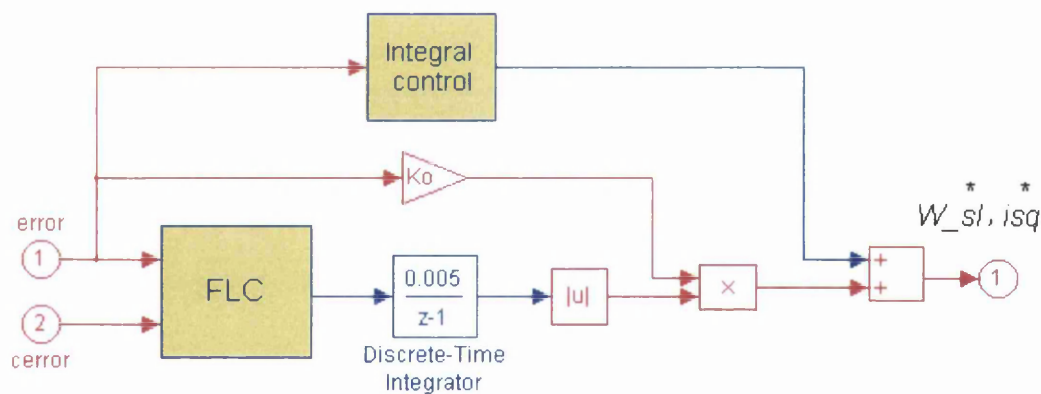 Integral
control
Ko
* *
W_sl, isq
error
1
FLC
0.005
z-1
|u|
×
+
+
1
2
cerror
Discrete-Time
Integrator